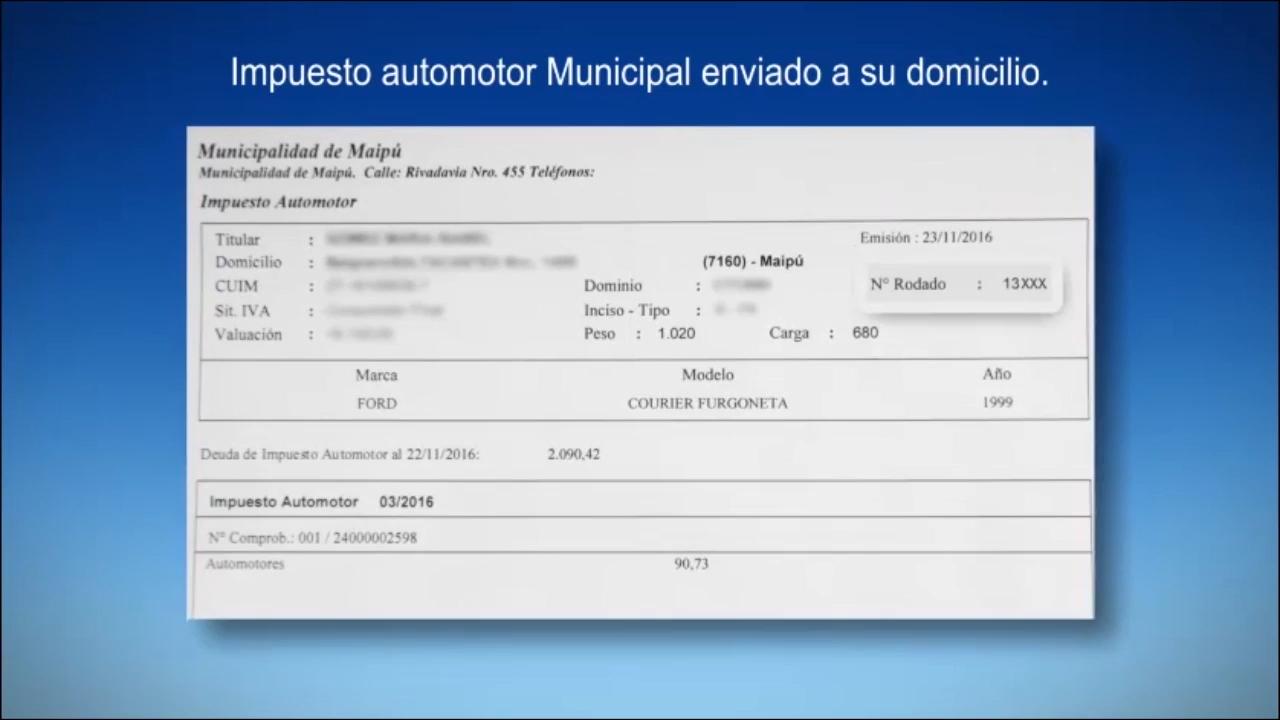 Impuesto automotor Municipal enviado a su domicilio.
Municipalidad de Maipú
Municipalidad de Maipú. Calle: Rivadavia Nro. 455 Teléfonos:
Impuesto Automotor
Titular : Emisión : 23/11/2016
Domicilio : (7160) - Maipú
CUIM : Dominio : N° Rodado : 13XXX
Sit. IVA : Inciso - Tipo :
Valuación : Peso : 1.020 Carga : 680
Marca Modelo Año
FORD COURIER FURGONETA 1999
Deuda de Impuesto Automotor al 22/11/2016: 2.090,42
Impuesto Automotor 03/2016
N° Comprob.: 001 / 24000002598
Automotores 90,73